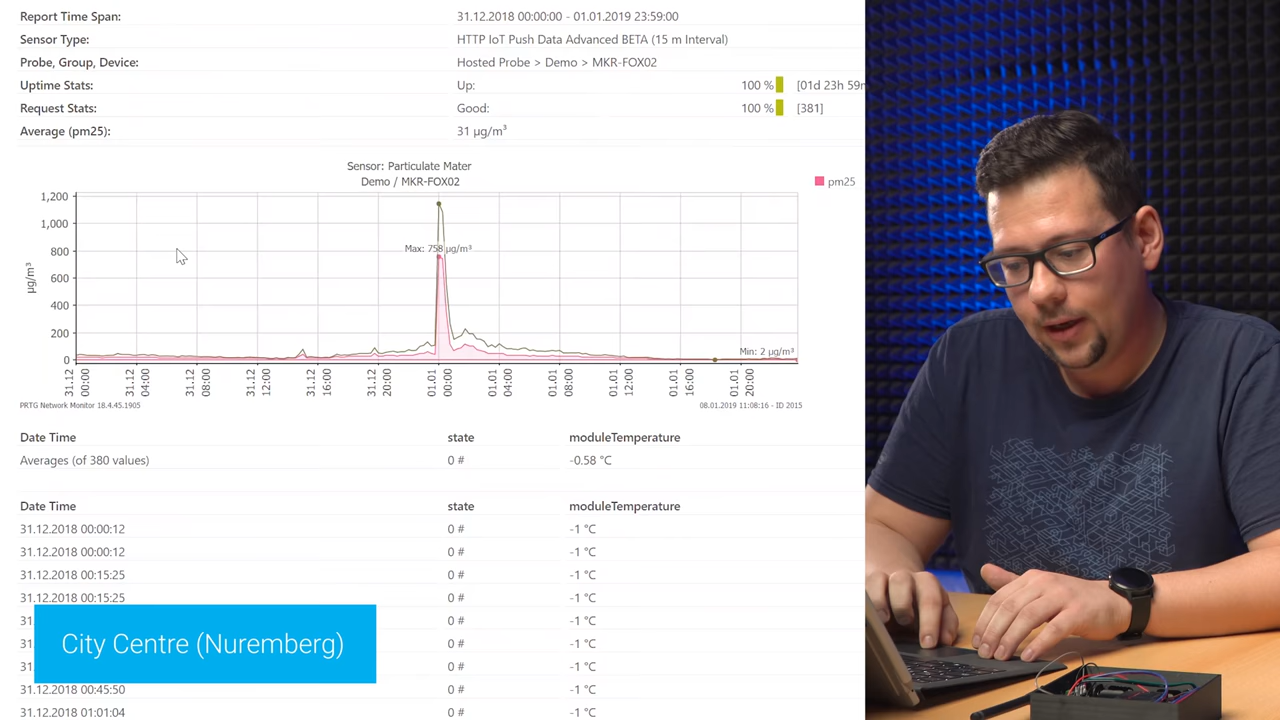 Report Time Span: 31.12.2018 00:00:00 - 01.01.2019 23:59:00
Sensor Type: HTTP IoT Push Data Advanced BETA (15 m Interval)
Probe, Group, Device: Hosted Probe > Demo > MKR-FOX02
Uptime Stats: Up: 100 % [01d 23h 59m
Request Stats: Good: 100 % [381]
Average (pm25): 31 µg/m³
Sensor: Particulate Mater
Demo / MKR-FOX02
pm25
1,200
1,000
800
600
400
200
0
µg/m³
Max: 758 µg/m³
Min: 2 µg/m³
31.12 00:00
31.12 04:00
31.12 08:00
31.12 12:00
31.12 16:00
31.12 20:00
01.01 00:00
01.01 04:00
01.01 08:00
01.01 12:00
01.01 16:00
01.01 20:00
PRTG Network Monitor 18.4.45.1905 08.01.2019 11:08:16 - ID 2015
Date Time state moduleTemperature
Averages (of 380 values) 0 # -0.58 °C
Date Time state moduleTemperature
31.12.2018 00:00:12 0 # -1 °C
31.12.2018 00:00:12 0 # -1 °C
31.12.2018 00:15:25 0 # -1 °C
31.12.2018 00:15:25 0 # -1 °C
0 # -1 °C
0 # -1 °C
0 # -1 °C
31.12.2018 00:45:50 0 # -1 °C
31.12.2018 01:01:04 0 # -1 °C
City Centre (Nuremberg)